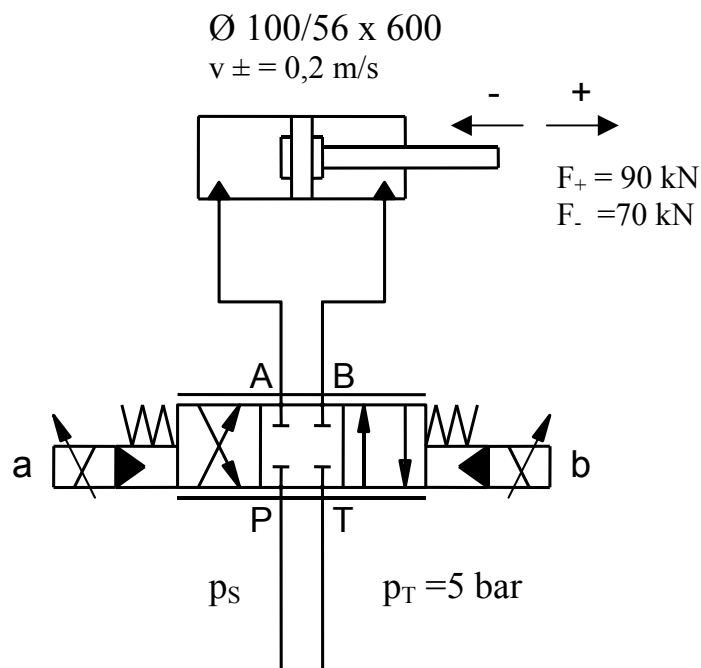 Ø 100/56 x 600
v ± = 0,2 m/s
- +
F₊ = 90 kN
F₋ =70 kN
A B
a b
P T
pS pT =5 bar